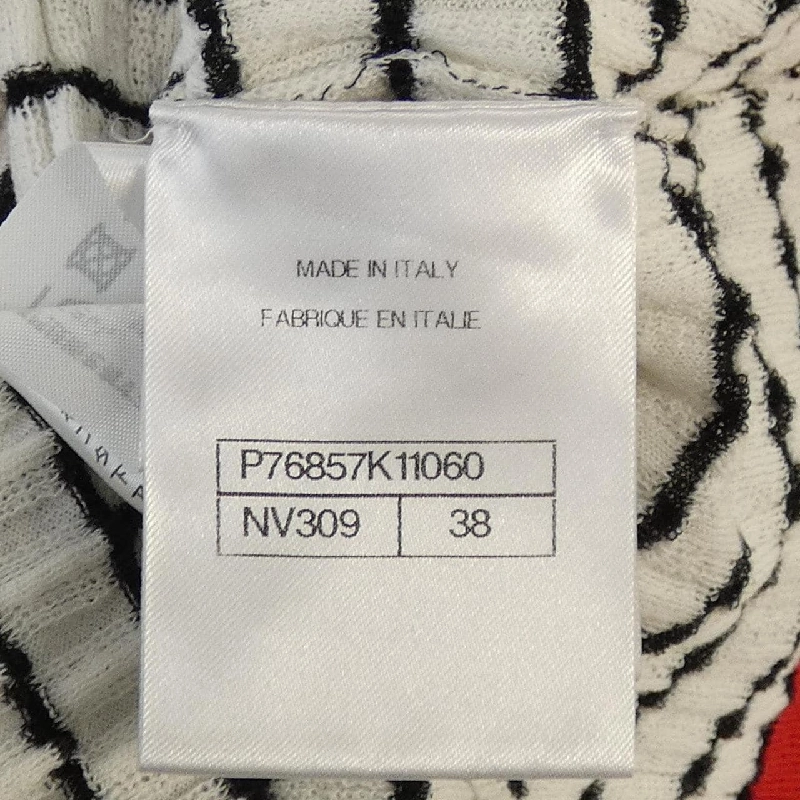 MADE IN ITALY
FABRIQUE EN ITALIE
P76857K11060
NV309 38